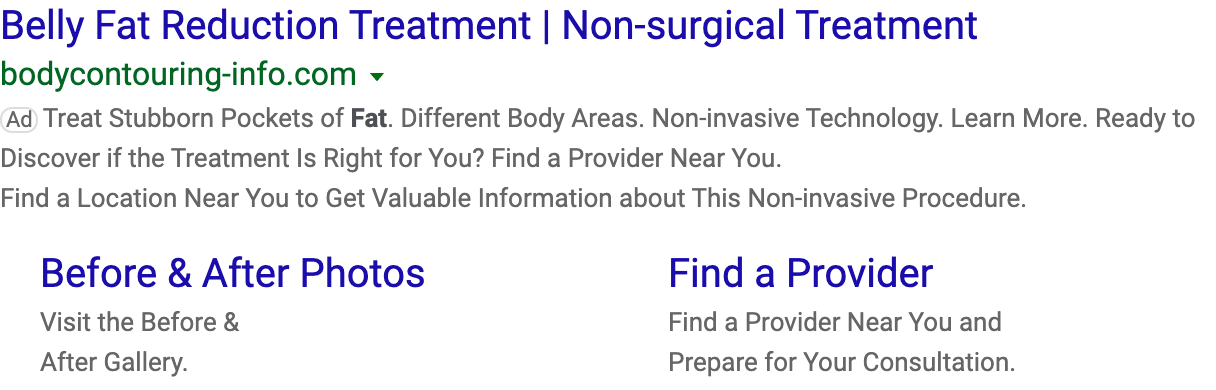 Belly Fat Reduction Treatment | Non-surgical Treatment
bodycontouring-info.com
Ad Treat Stubborn Pockets of Fat. Different Body Areas. Non-invasive Technology. Learn More. Ready to
Discover if the Treatment Is Right for You? Find a Provider Near You.
Find a Location Near You to Get Valuable Information about This Non-invasive Procedure.
Before & After Photos
Visit the Before &
After Gallery.
Find a Provider
Find a Provider Near You and
Prepare for Your Consultation.